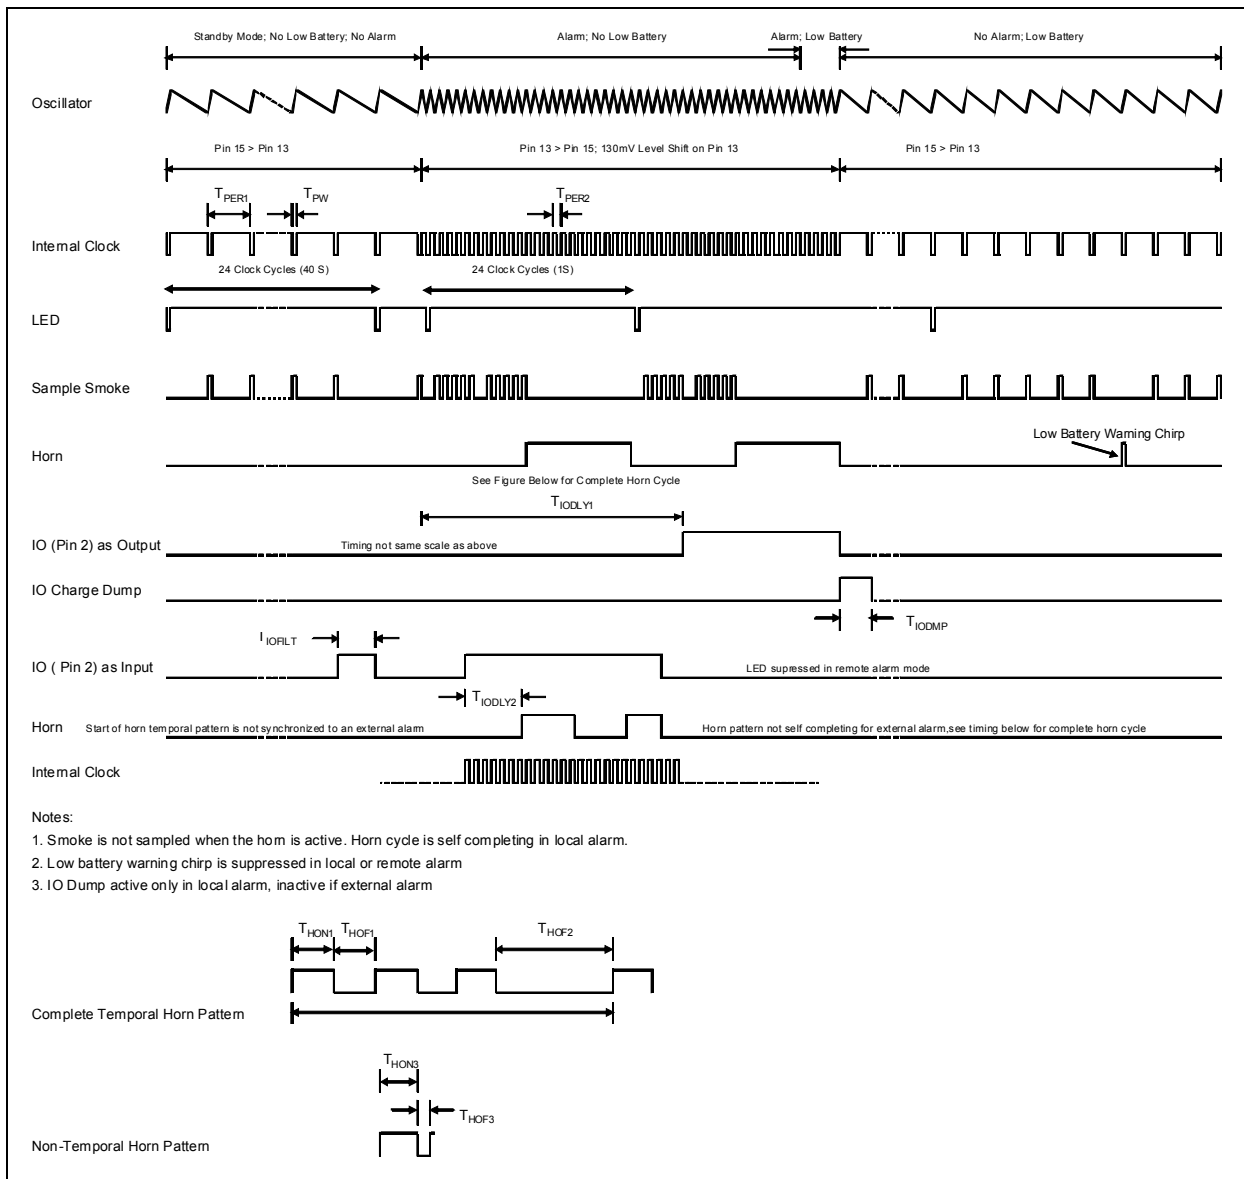 Standby Mode; No Low Battery; No Alarm
Alarm; No Low Battery
Alarm; Low Battery
No Alarm; Low Battery
Oscillator
Pin 15 > Pin 13
Pin 13 > Pin 15; 130mV Level Shift on Pin 13
Pin 15 > Pin 13
TPER1
TPW
TPER2
Internal Clock
24 Clock Cycles (40 S)
24 Clock Cycles (1S)
LED
Sample Smoke
Low Battery Warning Chirp
Horn
See Figure Below for Complete Horn Cycle
TIODLY1
IO (Pin 2) as Output
Timing not same scale as above
IO Charge Dump
TIODMP
TIOFILT
IO ( Pin 2) as Input
LED supressed in remote alarm mode
TIODLY2
Horn
Start of horn temporal pattern is not synchronized to an external alarm
Horn pattern not self completing for external alarm,see timing below for complete horn cycle
Internal Clock
Notes:
1. Smoke is not sampled when the horn is active. Horn cycle is self completing in local alarm.
2. Low battery warning chirp is suppressed in local or remote alarm
3. IO Dump active only in local alarm, inactive if external alarm
THON1
THOF1
THOF2
Complete Temporal Horn Pattern
THON3
THOF3
Non-Temporal Horn Pattern